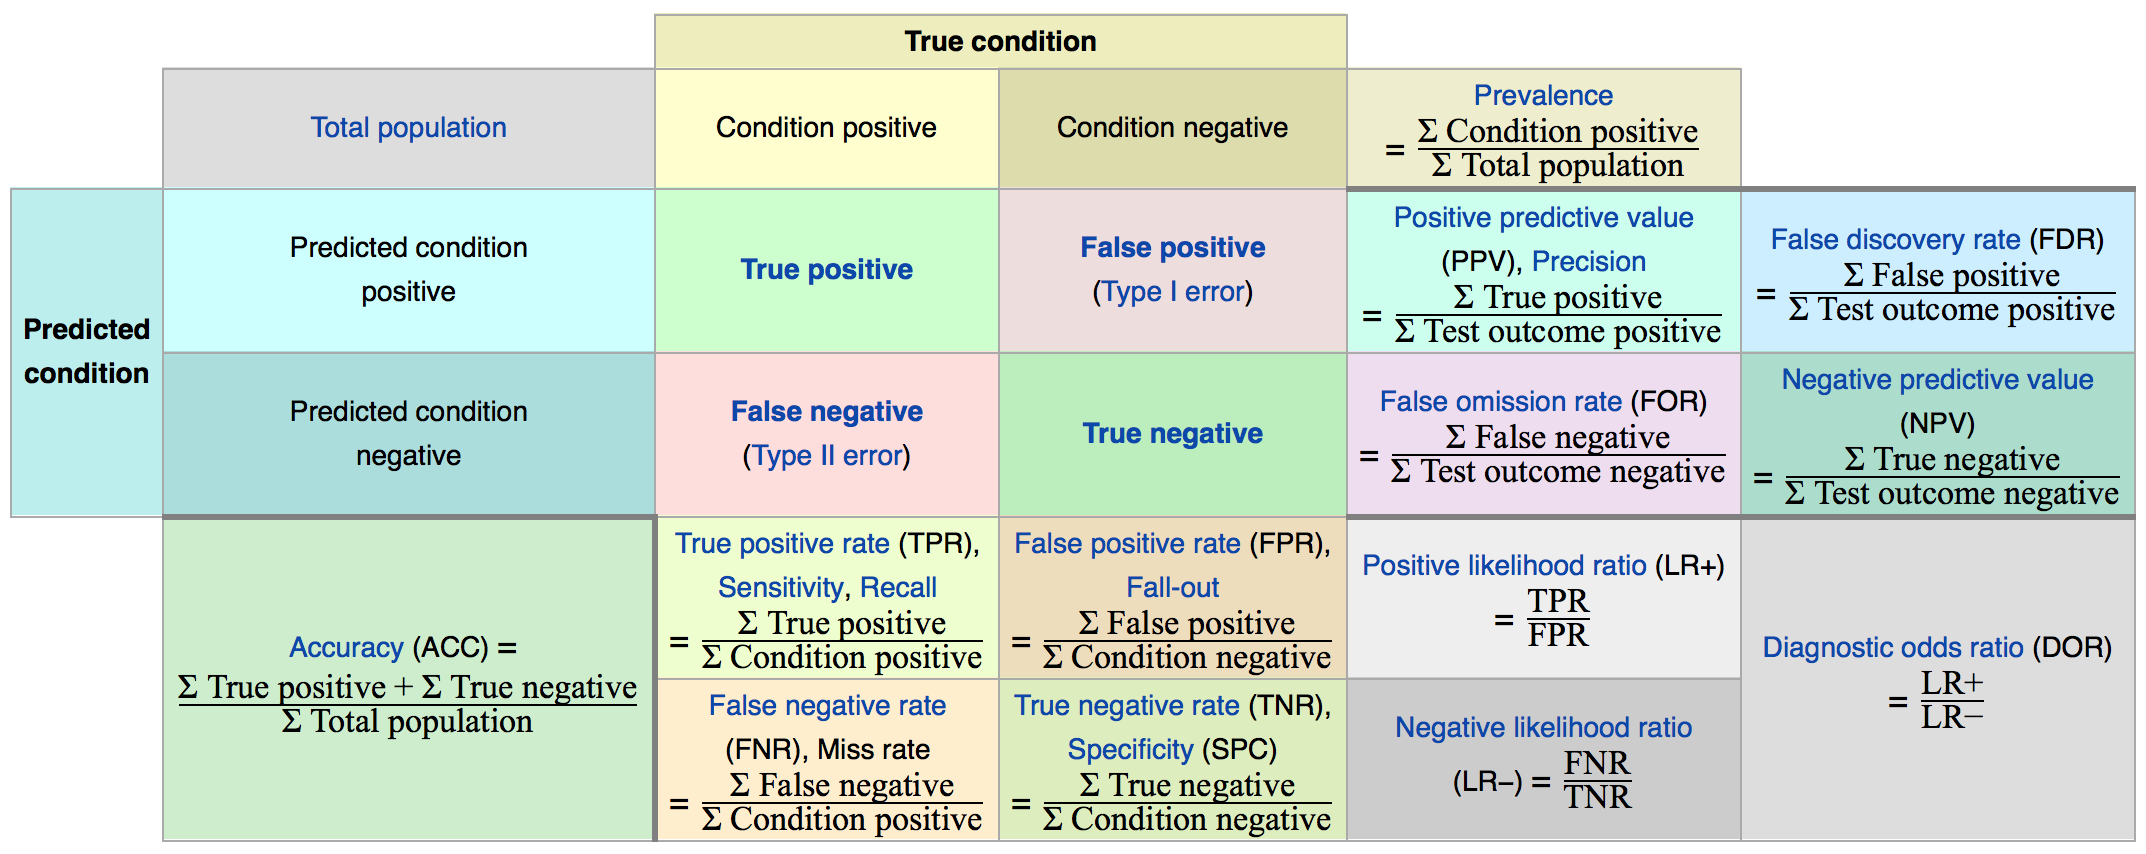 True condition
Total population
Condition positive
Condition negative
Prevalence
= Σ Condition positive
Σ Total population
Predicted
condition
Predicted condition
positive
True positive
False positive
(Type I error)
Positive predictive value
(PPV), Precision
= Σ True positive
Σ Test outcome positive
False discovery rate (FDR)
= Σ False positive
Σ Test outcome positive
Predicted condition
negative
False negative
(Type II error)
True negative
False omission rate (FOR)
= Σ False negative
Σ Test outcome negative
Negative predictive value
(NPV)
= Σ True negative
Σ Test outcome negative
Accuracy (ACC) =
Σ True positive + Σ True negative
Σ Total population
True positive rate (TPR),
Sensitivity, Recall
= Σ True positive
Σ Condition positive
False positive rate (FPR),
Fall-out
= Σ False positive
Σ Condition negative
Positive likelihood ratio (LR+)
= TPR
FPR
Diagnostic odds ratio (DOR)
= LR+
LR−
False negative rate
(FNR), Miss rate
= Σ False negative
Σ Condition positive
True negative rate (TNR),
Specificity (SPC)
= Σ True negative
Σ Condition negative
Negative likelihood ratio
(LR−) = FNR
TNR